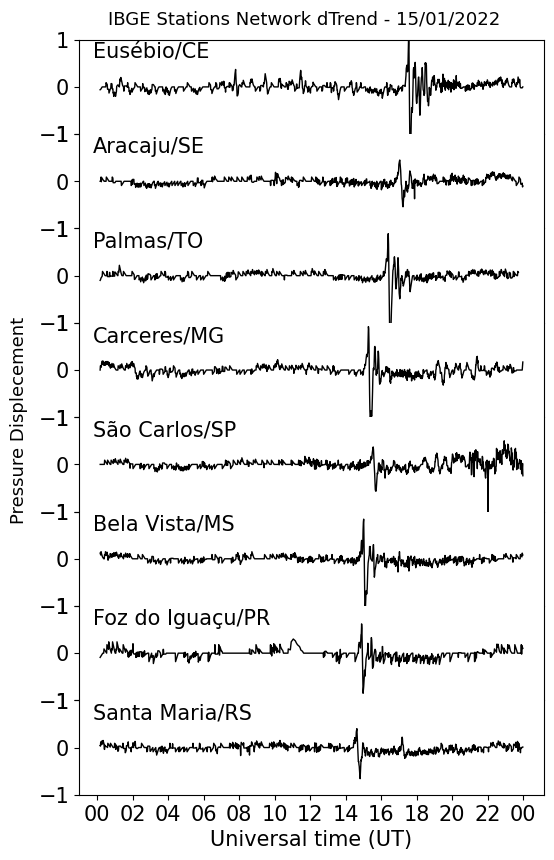 IBGE Stations Network dTrend - 15/01/2022
1
Eusébio/CE
0
−1
Aracaju/SE
0
−1
Palmas/TO
0
−1
Carceres/MG
0
−1
São Carlos/SP
0
−1
Bela Vista/MS
0
−1
Foz do Iguaçu/PR
0
−1
Santa Maria/RS
0
−1
Pressure Displecement
00 02 04 06 08 10 12 14 16 18 20 22 00
Universal time (UT)